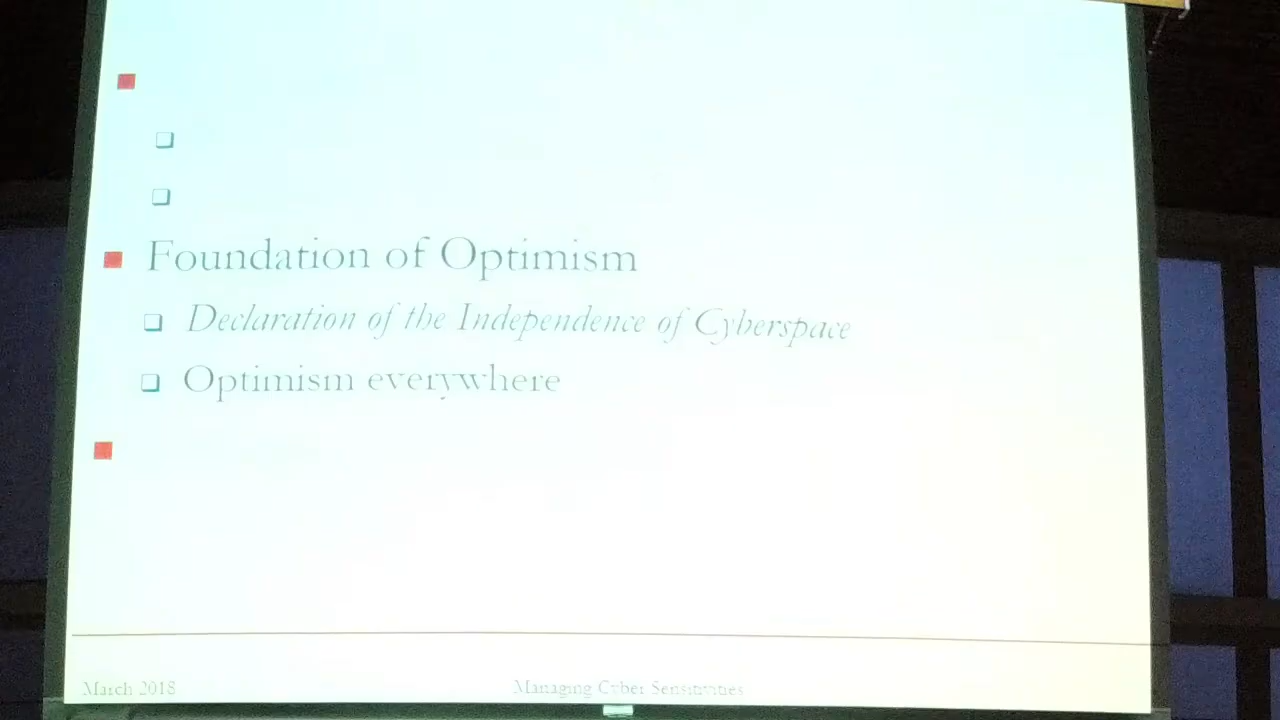 Foundation of Optimism
Declaration of the Independence of Cyberspace
Optimism everywhere
March 2018
Managing Cyber Sensitivities